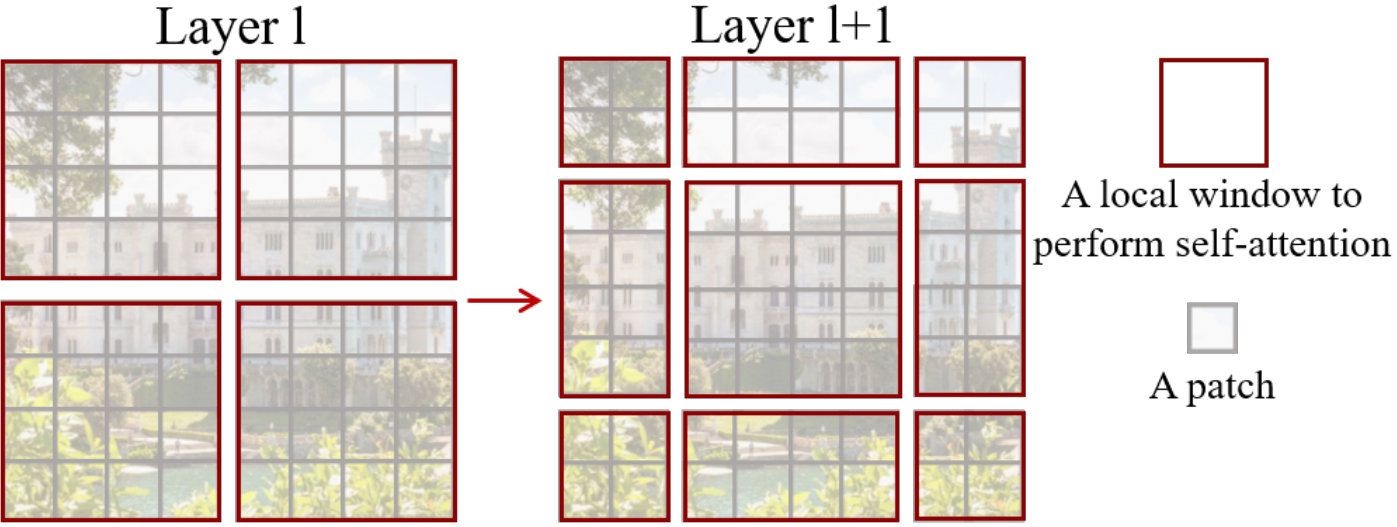 Layer l
Layer l+1
A local window to
perform self-attention
A patch